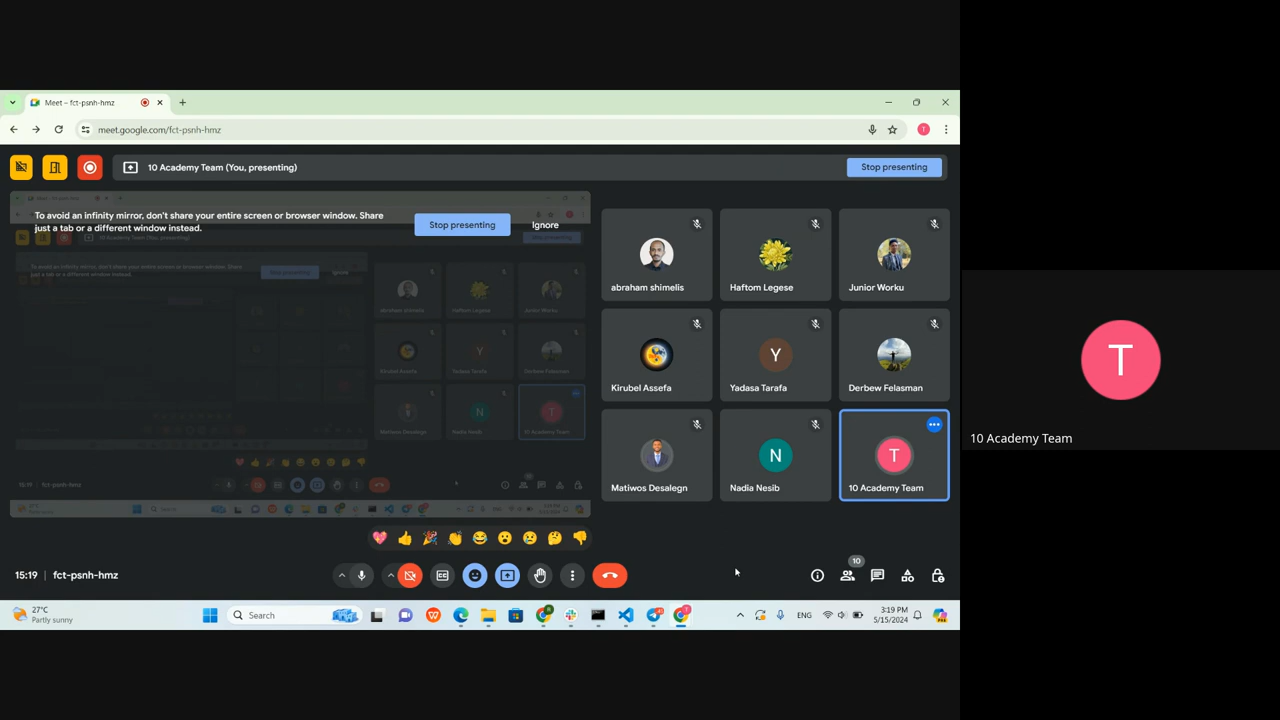 Meet – fct-psnh-hmz
meet.google.com/fct-psnh-hmz
T
10 Academy Team (You, presenting)
Stop presenting
To avoid an infinity mirror, don't share your entire screen or browser window. Share
just a tab or a different window instead.
Stop presenting
Ignore
abraham shimelis
Haftom Legese
Junior Worku
Kirubel Assefa
Y
Yadasa Tarafa
Derbew Felasman
Matiwos Desalegn
N
Nadia Nesib
T
10 Academy Team
T
10 Academy Team
15:19 | fct-psnh-hmz
10
27°C
Partly sunny
Search
ENG
3:19 PM
5/15/2024